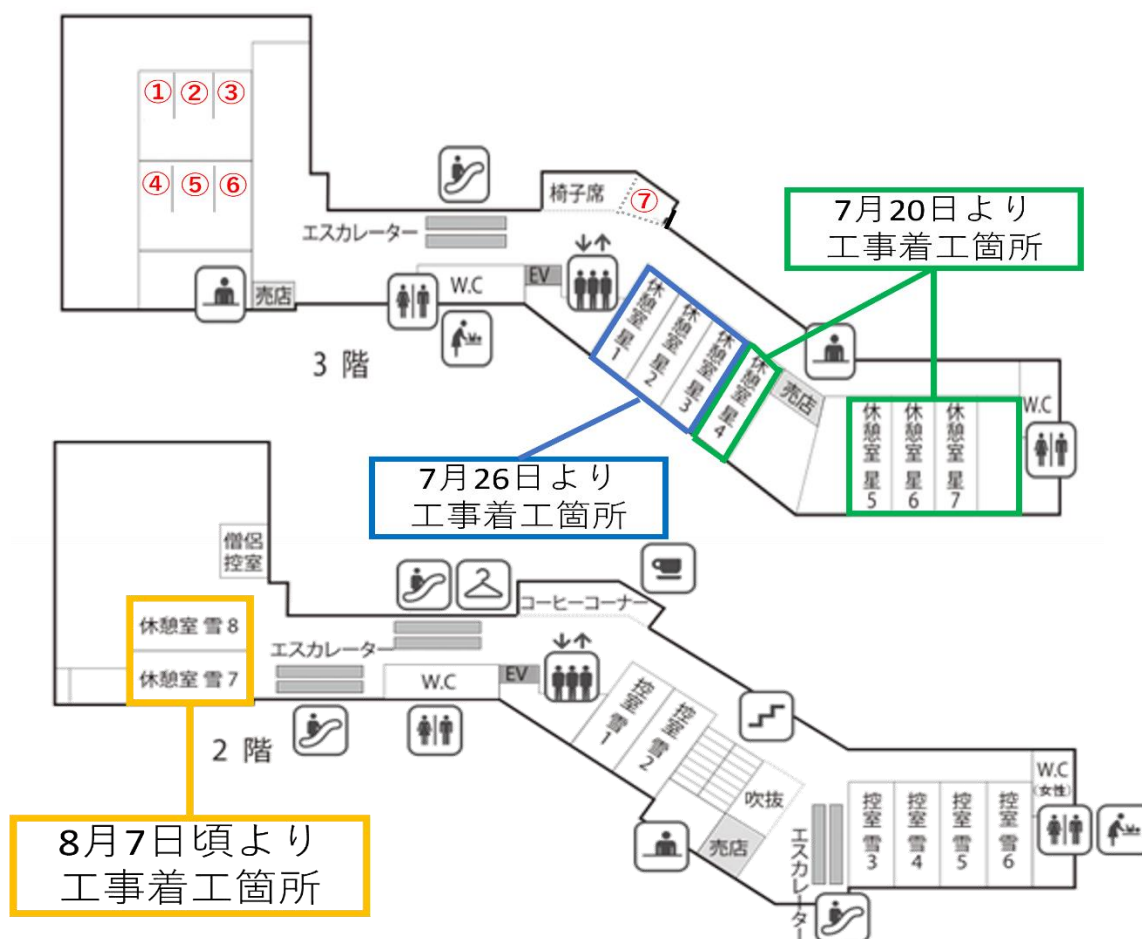 ① ② ③
④ ⑤ ⑥
椅子席
⑦
エスカレーター
W.C
EV
売店
3 階
休憩室 星1
休憩室 星2
休憩室 星3
休憩室 星4
売店
休憩室 星5
休憩室 星6
休憩室 星7
W.C
7月20日より
工事着工箇所
7月26日より
工事着工箇所
僧侶
控室
休憩室 雪8
休憩室 雪7
エスカレーター
コーヒーコーナー
W.C
EV
2 階
控室 雪1
控室 雪2
吹抜
売店
エスカレーター
控室 雪3
控室 雪4
控室 雪5
控室 雪6
W.C
(女性)
8月7日頃より
工事着工箇所